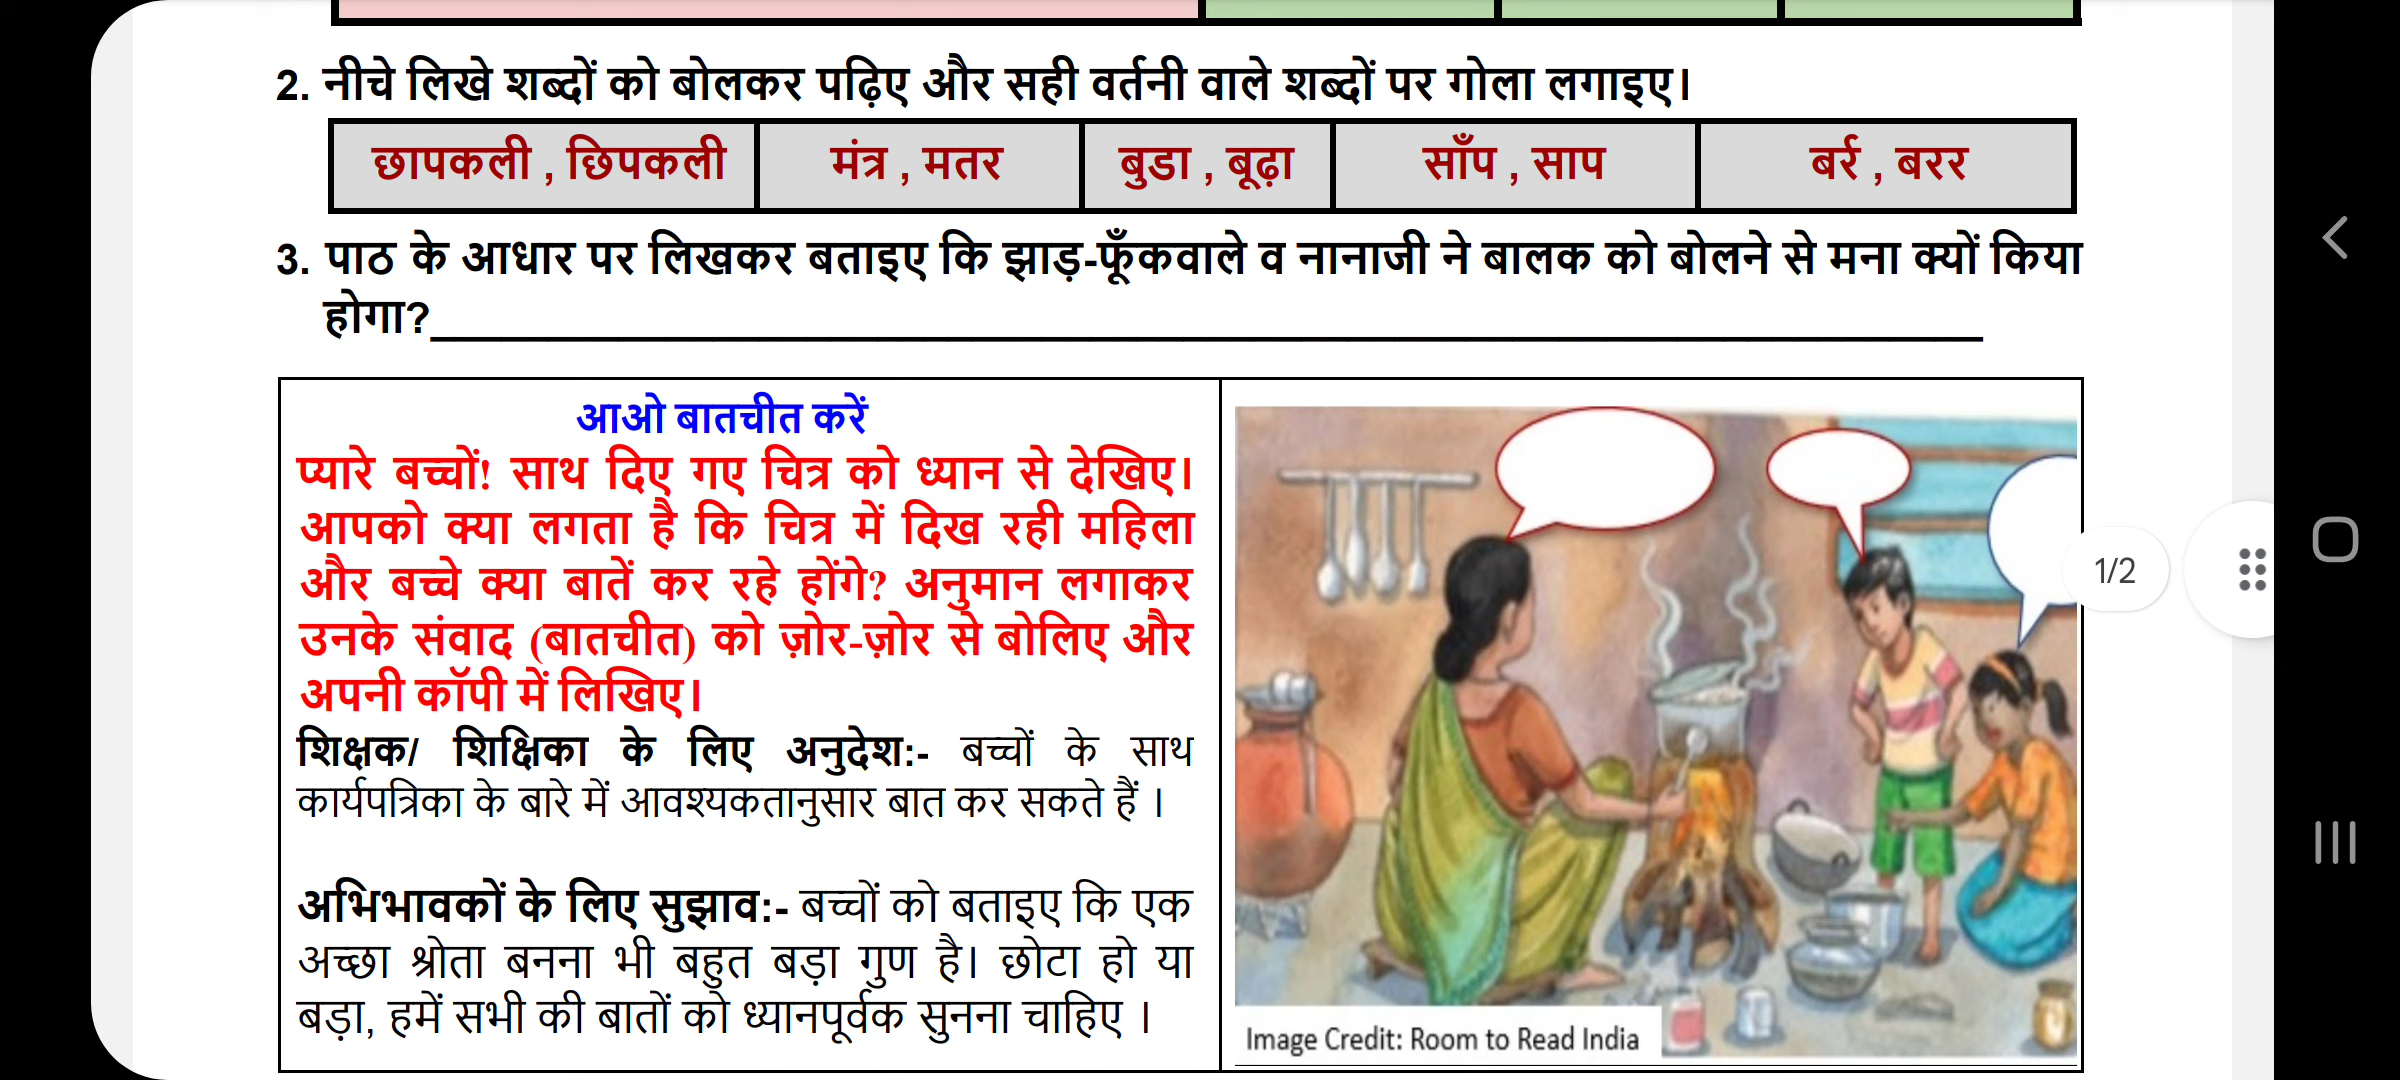 2. नीचे लिखे शब्दों को बोलकर पढ़िए और सही वर्तनी वाले शब्दों पर गोला लगाइए।
छापकली , छिपकली
मंत्र , मतर
बुडा , बूढ़ा
साँप , साप
बर्र , बरर
3. पाठ के आधार पर लिखकर बताइए कि झाड़-फूँकवाले व नानाजी ने बालक को बोलने से मना क्यों किया
होगा?
आओ बातचीत करें
प्यारे बच्चों! साथ दिए गए चित्र को ध्यान से देखिए।
आपको क्या लगता है कि चित्र में दिख रही महिला
और बच्चे क्या बातें कर रहे होंगे? अनुमान लगाकर
उनके संवाद (बातचीत) को ज़ोर-ज़ोर से बोलिए और
अपनी कॉपी में लिखिए।
शिक्षक/ शिक्षिका के लिए अनुदेश:- बच्चों के साथ
कार्यपत्रिका के बारे में आवश्यकतानुसार बात कर सकते हैं ।
अभिभावकों के लिए सुझाव:- बच्चों को बताइए कि एक
अच्छा श्रोता बनना भी बहुत बड़ा गुण है। छोटा हो या
बड़ा, हमें सभी की बातों को ध्यानपूर्वक सुनना चाहिए ।
Image Credit: Room to Read India
1/2